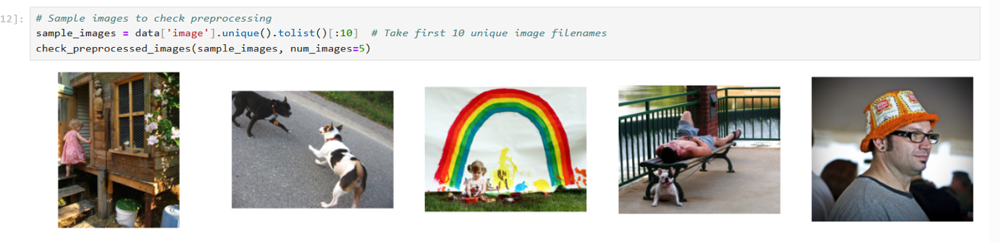 12]:
# Sample images to check preprocessing
sample_images = data['image'].unique().tolist()[:10]  # Take first 10 unique image filenames
check_preprocessed_images(sample_images, num_images=5)